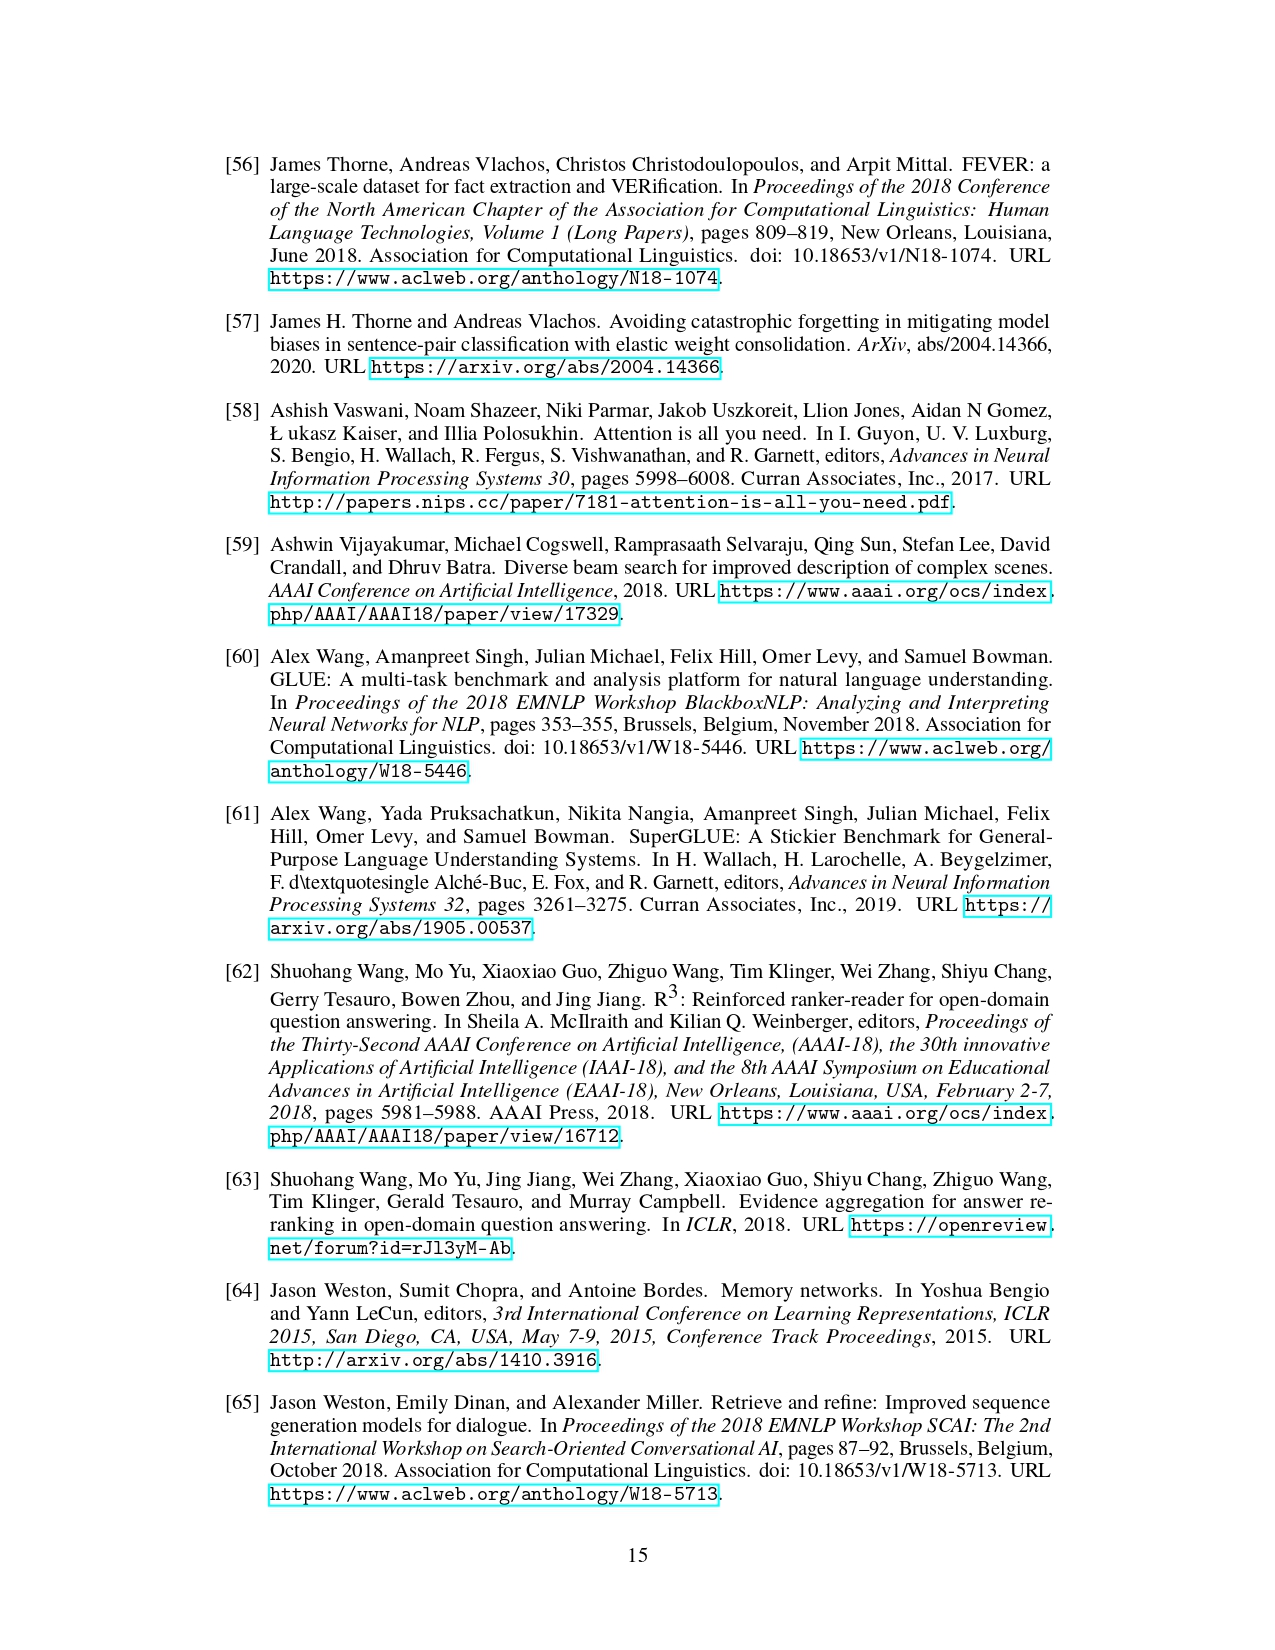 [56] James Thorne, Andreas Vlachos, Christos Christodoulopoulos, and Arpit Mittal. FEVER: a
large-scale dataset for fact extraction and VERification. In Proceedings of the 2018 Conference
of the North American Chapter of the Association for Computational Linguistics: Human
Language Technologies, Volume 1 (Long Papers), pages 809–819, New Orleans, Louisiana,
June 2018. Association for Computational Linguistics. doi: 10.18653/v1/N18-1074. URL
https://www.aclweb.org/anthology/N18-1074.
[57] James H. Thorne and Andreas Vlachos. Avoiding catastrophic forgetting in mitigating model
biases in sentence-pair classification with elastic weight consolidation. ArXiv, abs/2004.14366,
2020. URL https://arxiv.org/abs/2004.14366.
[58] Ashish Vaswani, Noam Shazeer, Niki Parmar, Jakob Uszkoreit, Llion Jones, Aidan N Gomez,
Ł ukasz Kaiser, and Illia Polosukhin. Attention is all you need. In I. Guyon, U. V. Luxburg,
S. Bengio, H. Wallach, R. Fergus, S. Vishwanathan, and R. Garnett, editors, Advances in Neural
Information Processing Systems 30, pages 5998–6008. Curran Associates, Inc., 2017. URL
http://papers.nips.cc/paper/7181-attention-is-all-you-need.pdf.
[59] Ashwin Vijayakumar, Michael Cogswell, Ramprasaath Selvaraju, Qing Sun, Stefan Lee, David
Crandall, and Dhruv Batra. Diverse beam search for improved description of complex scenes.
AAAI Conference on Artificial Intelligence, 2018. URL https://www.aaai.org/ocs/index.
php/AAAI/AAAI18/paper/view/17329.
[60] Alex Wang, Amanpreet Singh, Julian Michael, Felix Hill, Omer Levy, and Samuel Bowman.
GLUE: A multi-task benchmark and analysis platform for natural language understanding.
In Proceedings of the 2018 EMNLP Workshop BlackboxNLP: Analyzing and Interpreting
Neural Networks for NLP, pages 353–355, Brussels, Belgium, November 2018. Association for
Computational Linguistics. doi: 10.18653/v1/W18-5446. URL https://www.aclweb.org/
anthology/W18-5446.
[61] Alex Wang, Yada Pruksachatkun, Nikita Nangia, Amanpreet Singh, Julian Michael, Felix
Hill, Omer Levy, and Samuel Bowman. SuperGLUE: A Stickier Benchmark for General-
Purpose Language Understanding Systems. In H. Wallach, H. Larochelle, A. Beygelzimer,
F. d\textquotesingle Alché-Buc, E. Fox, and R. Garnett, editors, Advances in Neural Information
Processing Systems 32, pages 3261–3275. Curran Associates, Inc., 2019. URL https://
arxiv.org/abs/1905.00537.
[62] Shuohang Wang, Mo Yu, Xiaoxiao Guo, Zhiguo Wang, Tim Klinger, Wei Zhang, Shiyu Chang,
Gerry Tesauro, Bowen Zhou, and Jing Jiang. R³: Reinforced ranker-reader for open-domain
question answering. In Sheila A. McIlraith and Kilian Q. Weinberger, editors, Proceedings of
the Thirty-Second AAAI Conference on Artificial Intelligence, (AAAI-18), the 30th innovative
Applications of Artificial Intelligence (IAAI-18), and the 8th AAAI Symposium on Educational
Advances in Artificial Intelligence (EAAI-18), New Orleans, Louisiana, USA, February 2-7,
2018, pages 5981–5988. AAAI Press, 2018. URL https://www.aaai.org/ocs/index.
php/AAAI/AAAI18/paper/view/16712.
[63] Shuohang Wang, Mo Yu, Jing Jiang, Wei Zhang, Xiaoxiao Guo, Shiyu Chang, Zhiguo Wang,
Tim Klinger, Gerald Tesauro, and Murray Campbell. Evidence aggregation for answer re-
ranking in open-domain question answering. In ICLR, 2018. URL https://openreview.
net/forum?id=rJl3yM-Ab.
[64] Jason Weston, Sumit Chopra, and Antoine Bordes. Memory networks. In Yoshua Bengio
and Yann LeCun, editors, 3rd International Conference on Learning Representations, ICLR
2015, San Diego, CA, USA, May 7-9, 2015, Conference Track Proceedings, 2015. URL
http://arxiv.org/abs/1410.3916.
[65] Jason Weston, Emily Dinan, and Alexander Miller. Retrieve and refine: Improved sequence
generation models for dialogue. In Proceedings of the 2018 EMNLP Workshop SCAI: The 2nd
International Workshop on Search-Oriented Conversational AI, pages 87–92, Brussels, Belgium,
October 2018. Association for Computational Linguistics. doi: 10.18653/v1/W18-5713. URL
https://www.aclweb.org/anthology/W18-5713.
15